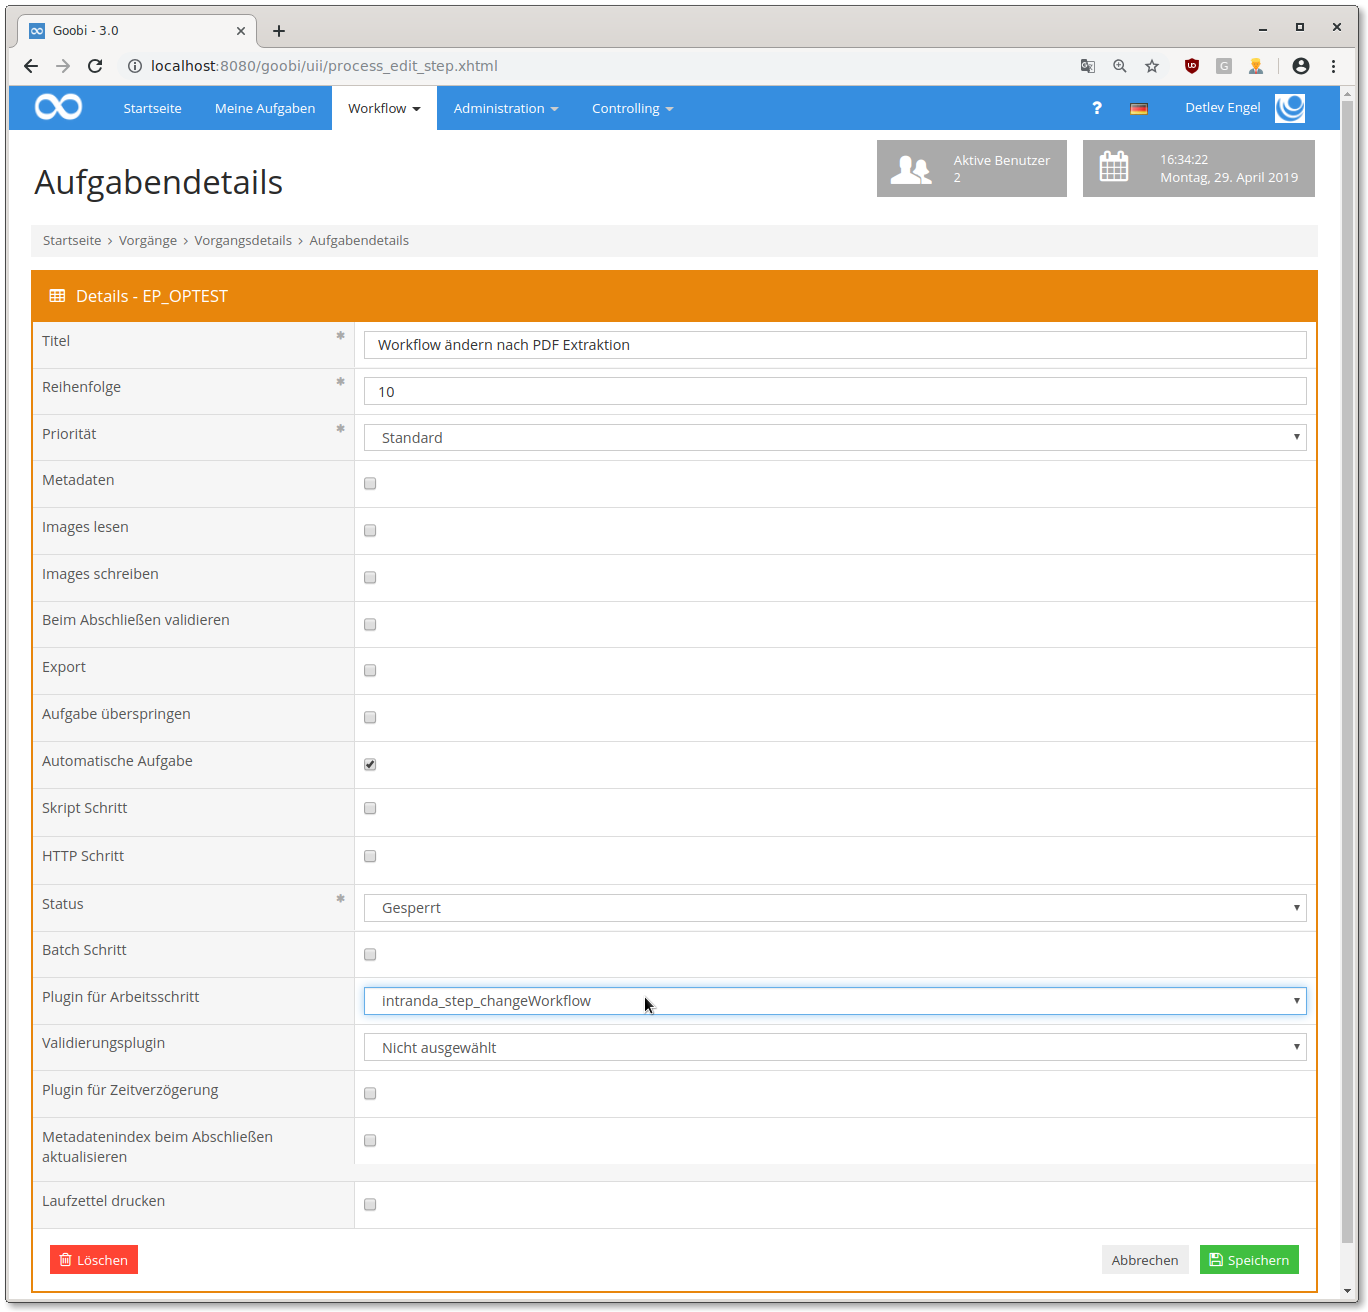 Goobi - 3.0
localhost:8080/goobi/uii/process_edit_step.xhtml
Startseite Meine Aufgaben Workflow Administration Controlling ? Detlev Engel
Aktive Benutzer
2
16:34:22
Montag, 29. April 2019
Aufgabendetails
Startseite › Vorgänge › Vorgangsdetails › Aufgabendetails
Details - EP_OPTEST
Titel * Workflow ändern nach PDF Extraktion
Reihenfolge * 10
Priorität * Standard
Metadaten
Images lesen
Images schreiben
Beim Abschließen validieren
Export
Aufgabe überspringen
Automatische Aufgabe
Skript Schritt
HTTP Schritt
Status * Gesperrt
Batch Schritt
Plugin für Arbeitsschritt intranda_step_changeWorkflow
Validierungsplugin Nicht ausgewählt
Plugin für Zeitverzögerung
Metadatenindex beim Abschließen
aktualisieren
Laufzettel drucken
Löschen Abbrechen Speichern